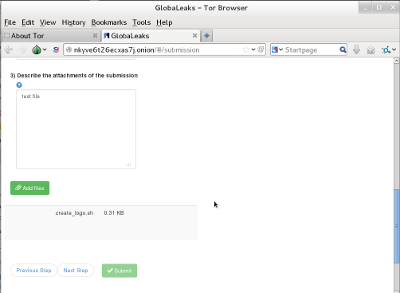 GlobaLeaks – Tor Browser
File Edit View History Bookmarks Tools Help
About Tor
GlobaLeaks
nkyve6t26ecxas7j.onion/#/submission
Startpage
3) Describe the attachments of the submission
test file
Add files
create_logo.sh 0.31 KB
Previous Step Next Step Submit